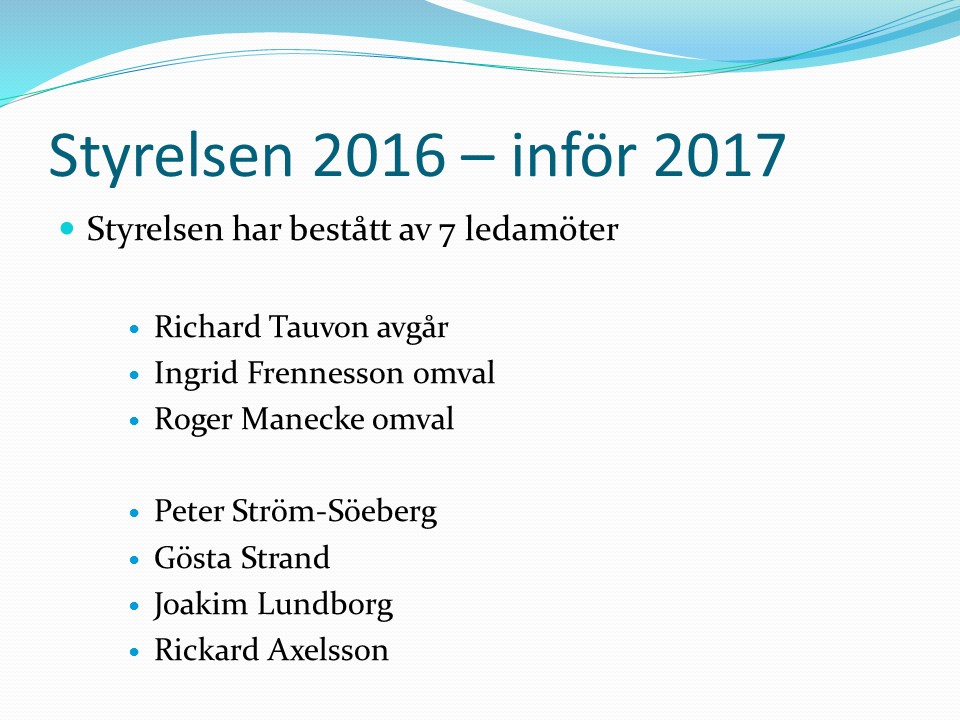 Styrelsen 2016 – inför 2017
Styrelsen har bestått av 7 ledamöter
Richard Tauvon avgår
Ingrid Frennesson omval
Roger Manecke omval
Peter Ström-Söeberg
Gösta Strand
Joakim Lundborg
Rickard Axelsson